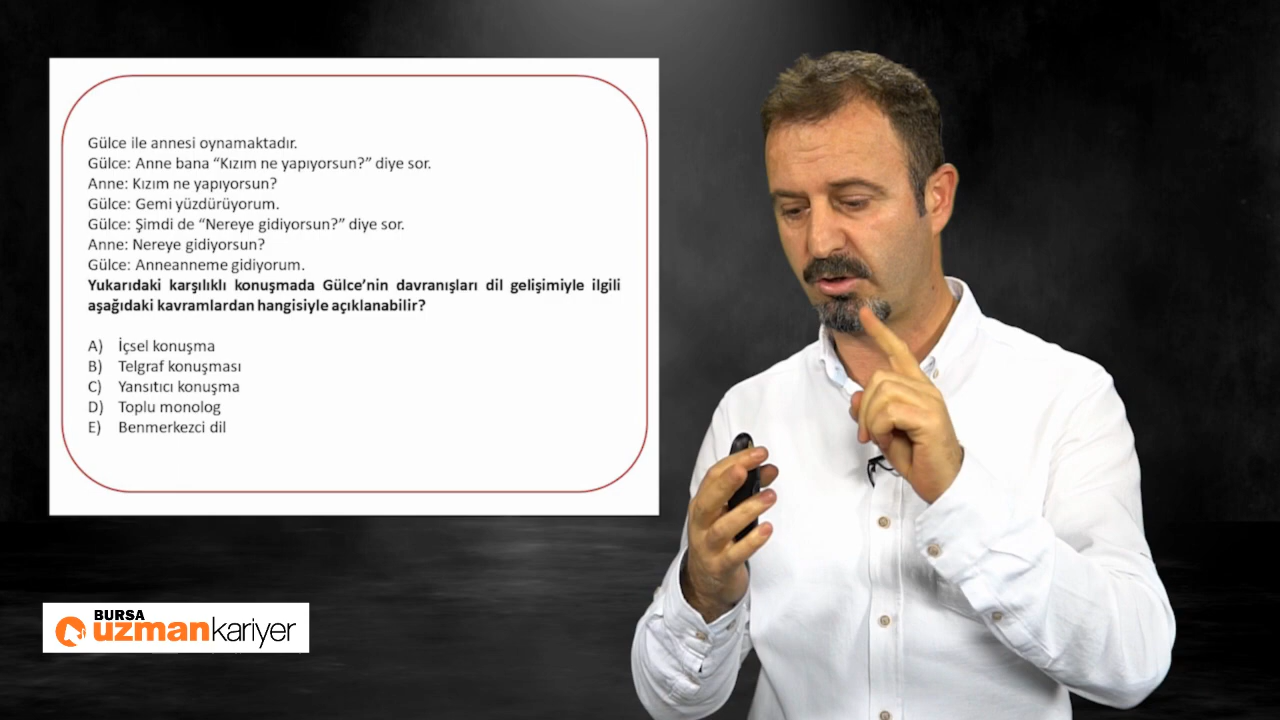 Gülce ile annesi oynamaktadır.
Gülce: Anne bana “Kızım ne yapıyorsun?” diye sor.
Anne: Kızım ne yapıyorsun?
Gülce: Gemi yüzdürüyorum.
Gülce: Şimdi de “Nereye gidiyorsun?” diye sor.
Anne: Nereye gidiyorsun?
Gülce: Anneanneme gidiyorum.
Yukarıdaki karşılıklı konuşmada Gülce’nin davranışları dil gelişimiyle ilgili
aşağıdaki kavramlardan hangisiyle açıklanabilir?
A) İçsel konuşma
B) Telgraf konuşması
C) Yansıtıcı konuşma
D) Toplu monolog
E) Benmerkezci dil
BURSA
uzmankariyer